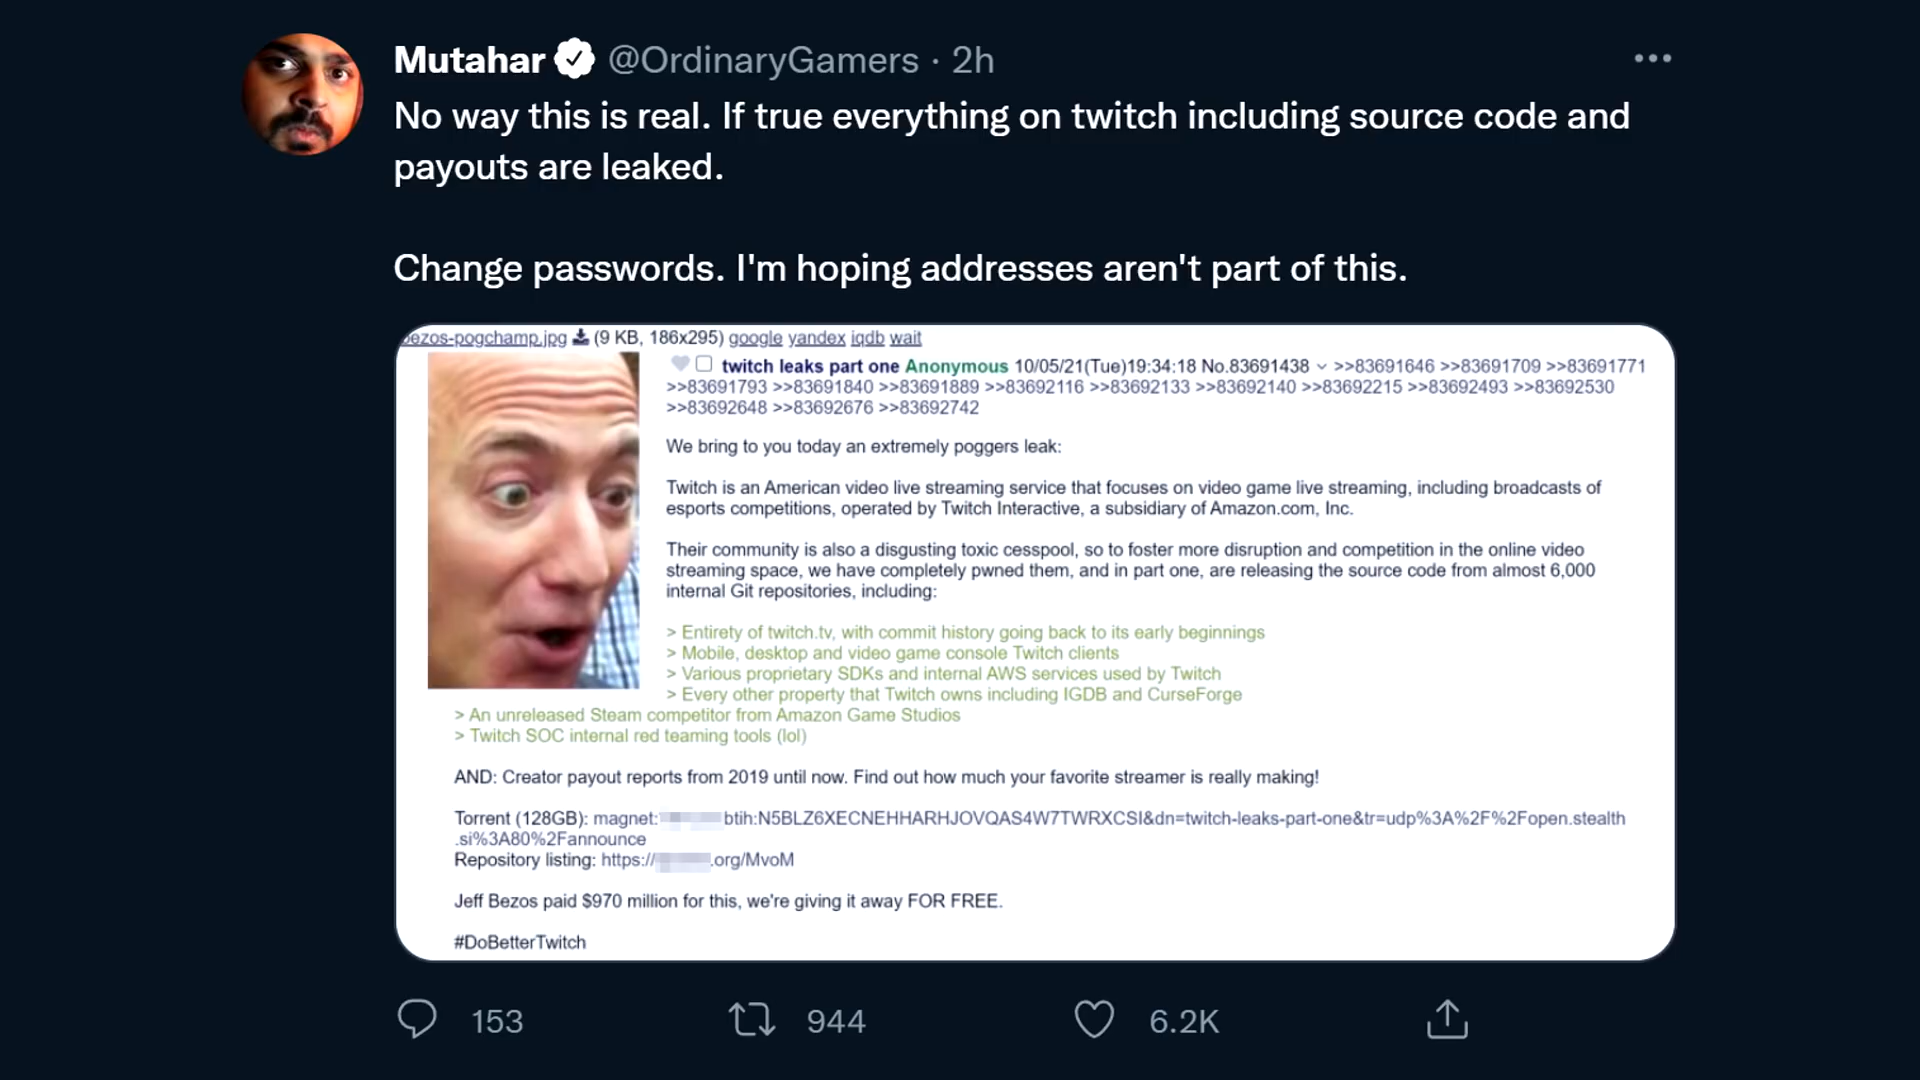 Mutahar @OrdinaryGamers · 2h
No way this is real. If true everything on twitch including source code and
payouts are leaked.
Change passwords. I'm hoping addresses aren't part of this.
bezos-pogchamp.jpg (9 KB, 186x295) google yandex iqdb wait
twitch leaks part one Anonymous 10/05/21(Tue)19:34:18 No.83691438 >>83691646 >>83691709 >>83691771
>>83691793 >>83691840 >>83691889 >>83692116 >>83692133 >>83692140 >>83692215 >>83692493 >>83692530
>>83692648 >>83692676 >>83692742
We bring to you today an extremely poggers leak:
Twitch is an American video live streaming service that focuses on video game live streaming, including broadcasts of
esports competitions, operated by Twitch Interactive, a subsidiary of Amazon.com, Inc.
Their community is also a disgusting toxic cesspool, so to foster more disruption and competition in the online video
streaming space, we have completely pwned them, and in part one, are releasing the source code from almost 6,000
internal Git repositories, including:
> Entirety of twitch.tv, with commit history going back to its early beginnings
> Mobile, desktop and video game console Twitch clients
> Various proprietary SDKs and internal AWS services used by Twitch
> Every other property that Twitch owns including IGDB and CurseForge
> An unreleased Steam competitor from Amazon Game Studios
> Twitch SOC internal red teaming tools (lol)
AND: Creator payout reports from 2019 until now. Find out how much your favorite streamer is really making!
Torrent (128GB): magnet: btih:N5BLZ6XECNEHHARHJOVQAS4W7TWRXCSI&dn=twitch-leaks-part-one&tr=udp%3A%2F%2Fopen.stealth
.si%3A80%2Fannounce
Repository listing: https:// .org/MvoM
Jeff Bezos paid $970 million for this, we're giving it away FOR FREE.
#DoBetterTwitch
153 944 6.2K